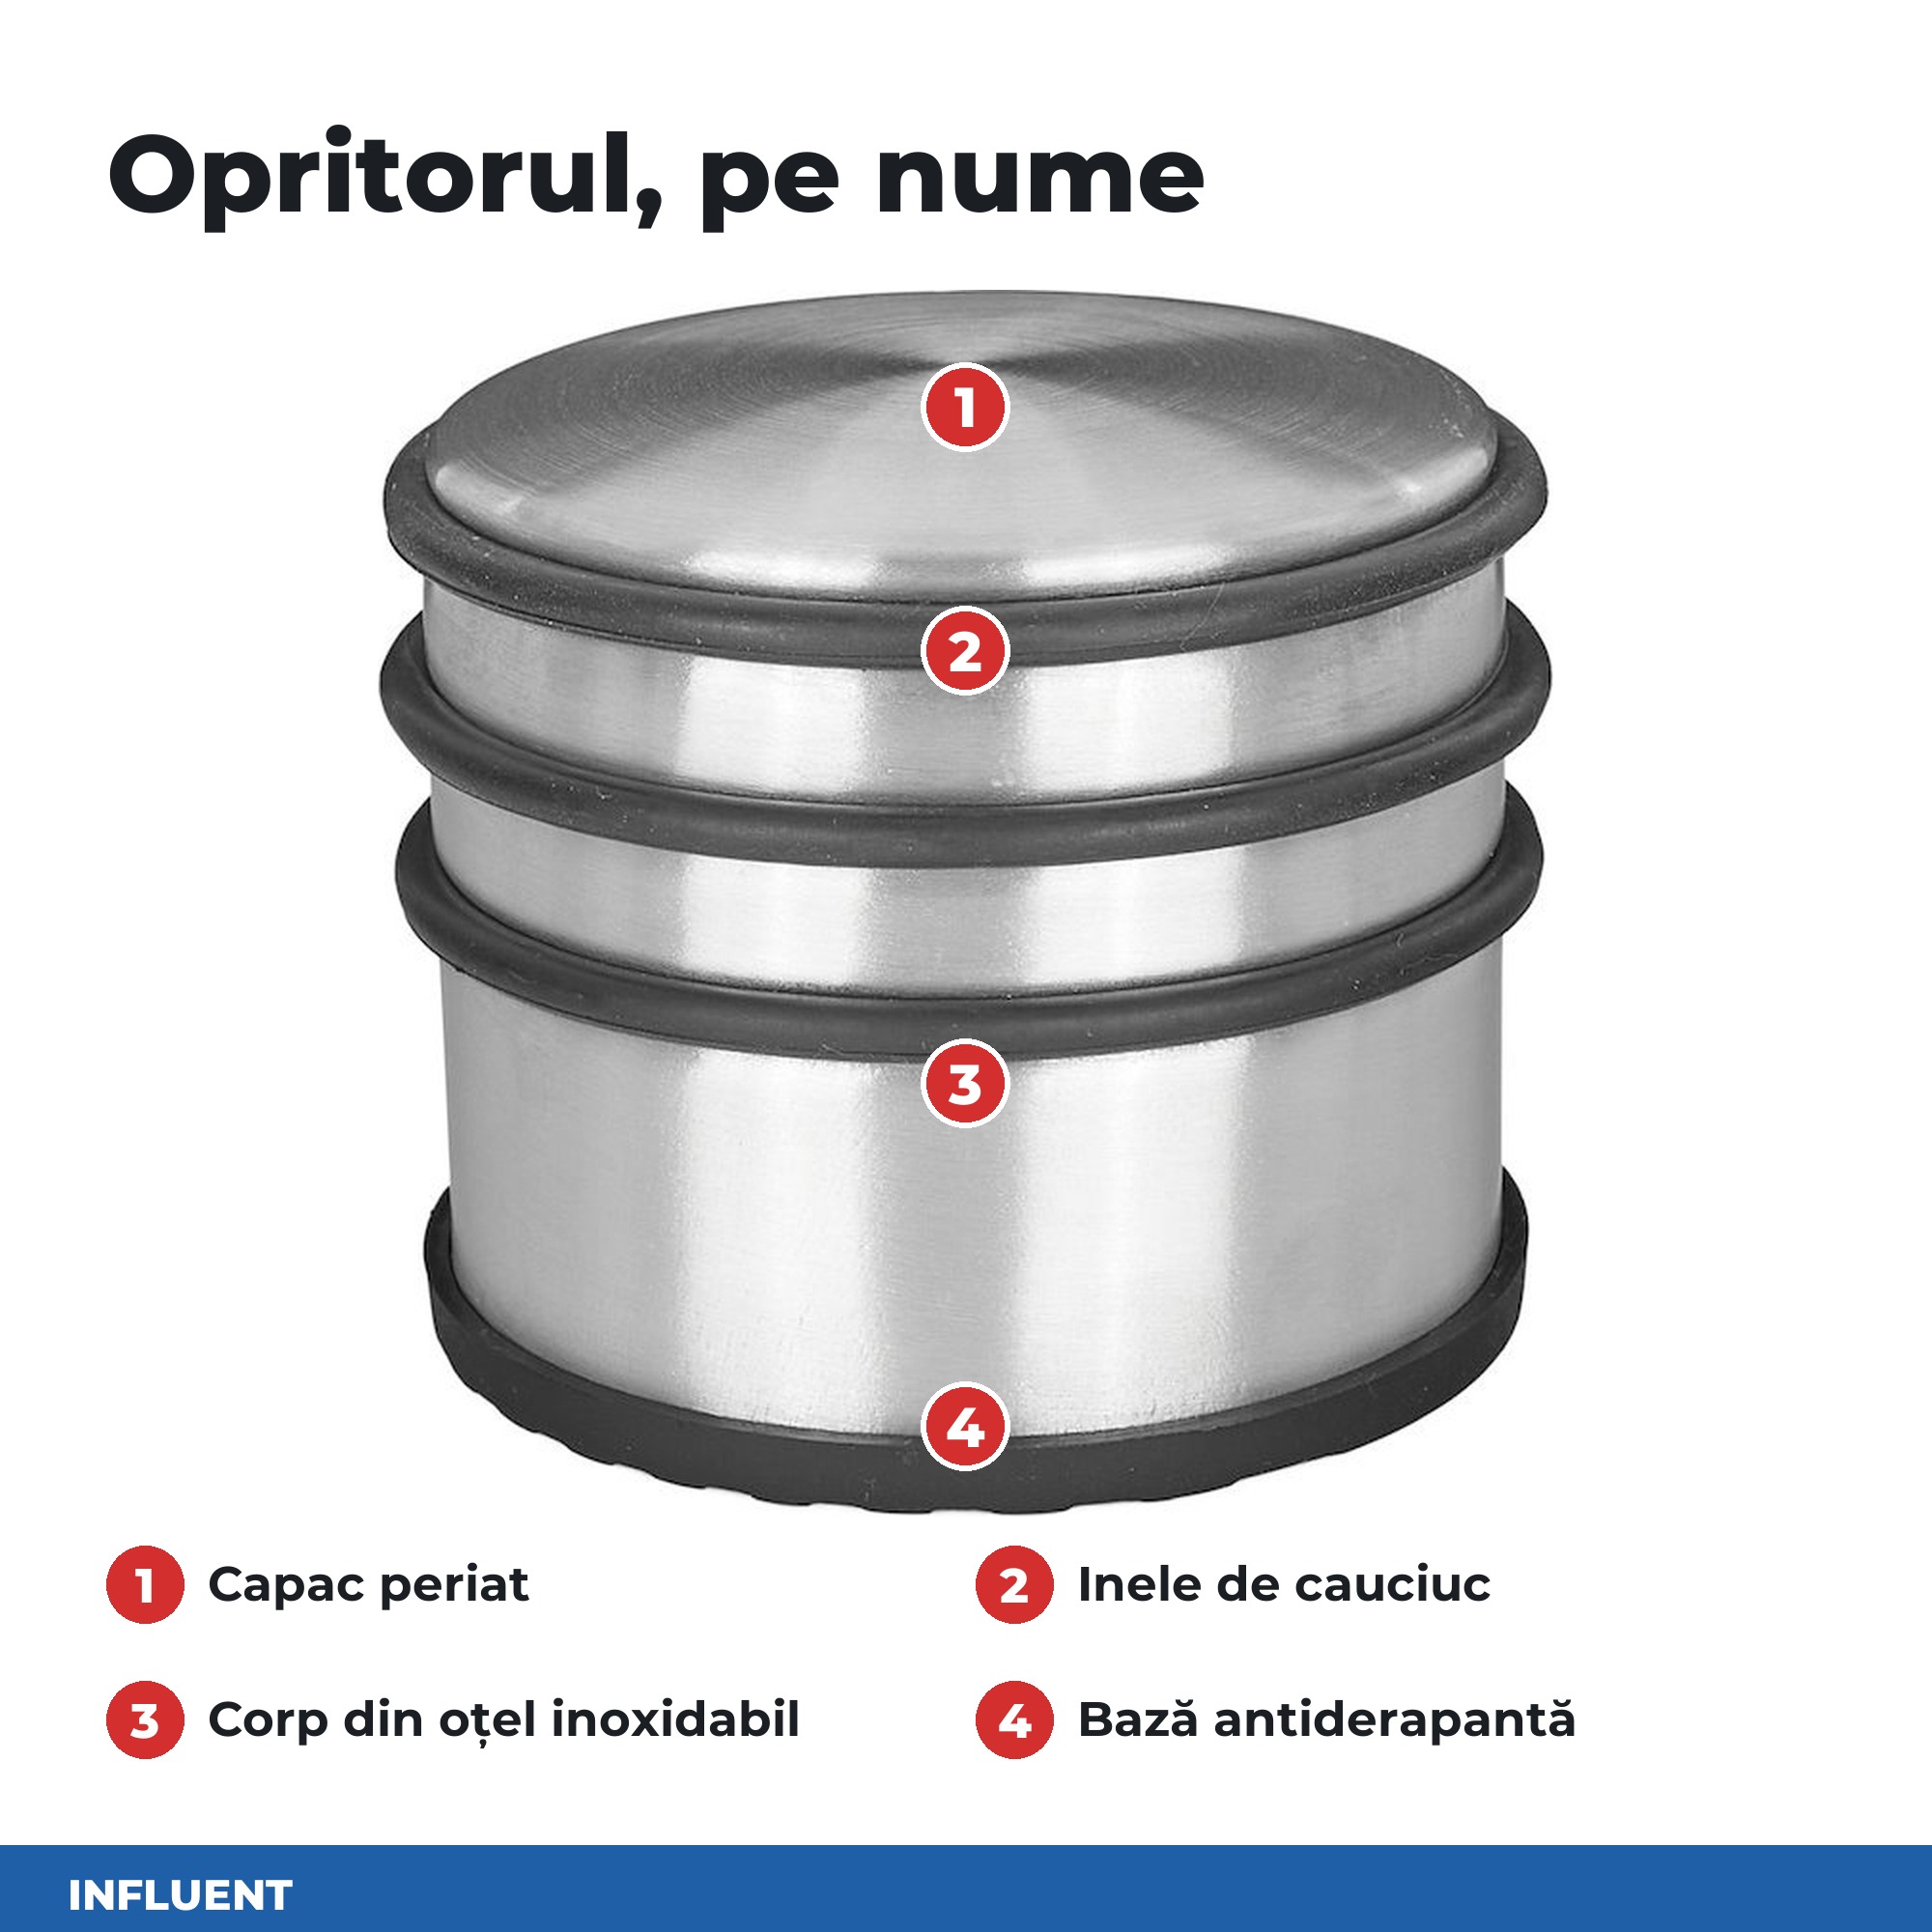 Opritorul, pe nume
1
2
3
4
1 Capac periat
2 Inele de cauciuc
3 Corp din oțel inoxidabil
4 Bază antiderapantă
INFLUENT